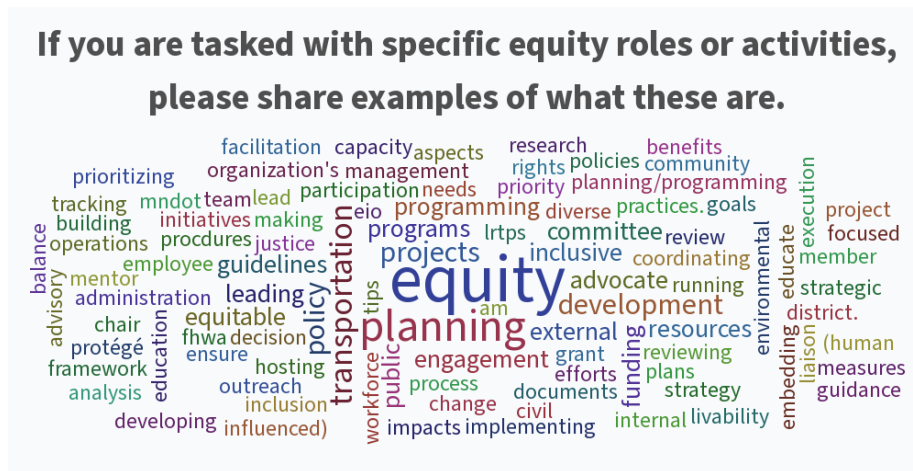 If you are tasked with specific equity roles or activities,
please share examples of what these are.
facilitation capacity aspects research benefits
prioritizing organization's management rights policies community
tracking mndot team lead participation needs priority planning/programming execution
building initiatives making eio programming diverse practices. goals project
balance operations procdures justice programs lrtps committee review focused
employee guidelines transportation projects inclusive coordinating environmental educate member
advisory mentor equity advocate running strategic
administration leading policy tips am development district.
chair equitable planning external resources (human
protégé education fhwa decision public engagement grant funding reviewing embedding liaison measures
framework ensure hosting workforce process efforts plans guidance
analysis outreach documents strategy
inclusion change civil internal livability
developing influenced) impacts implementing